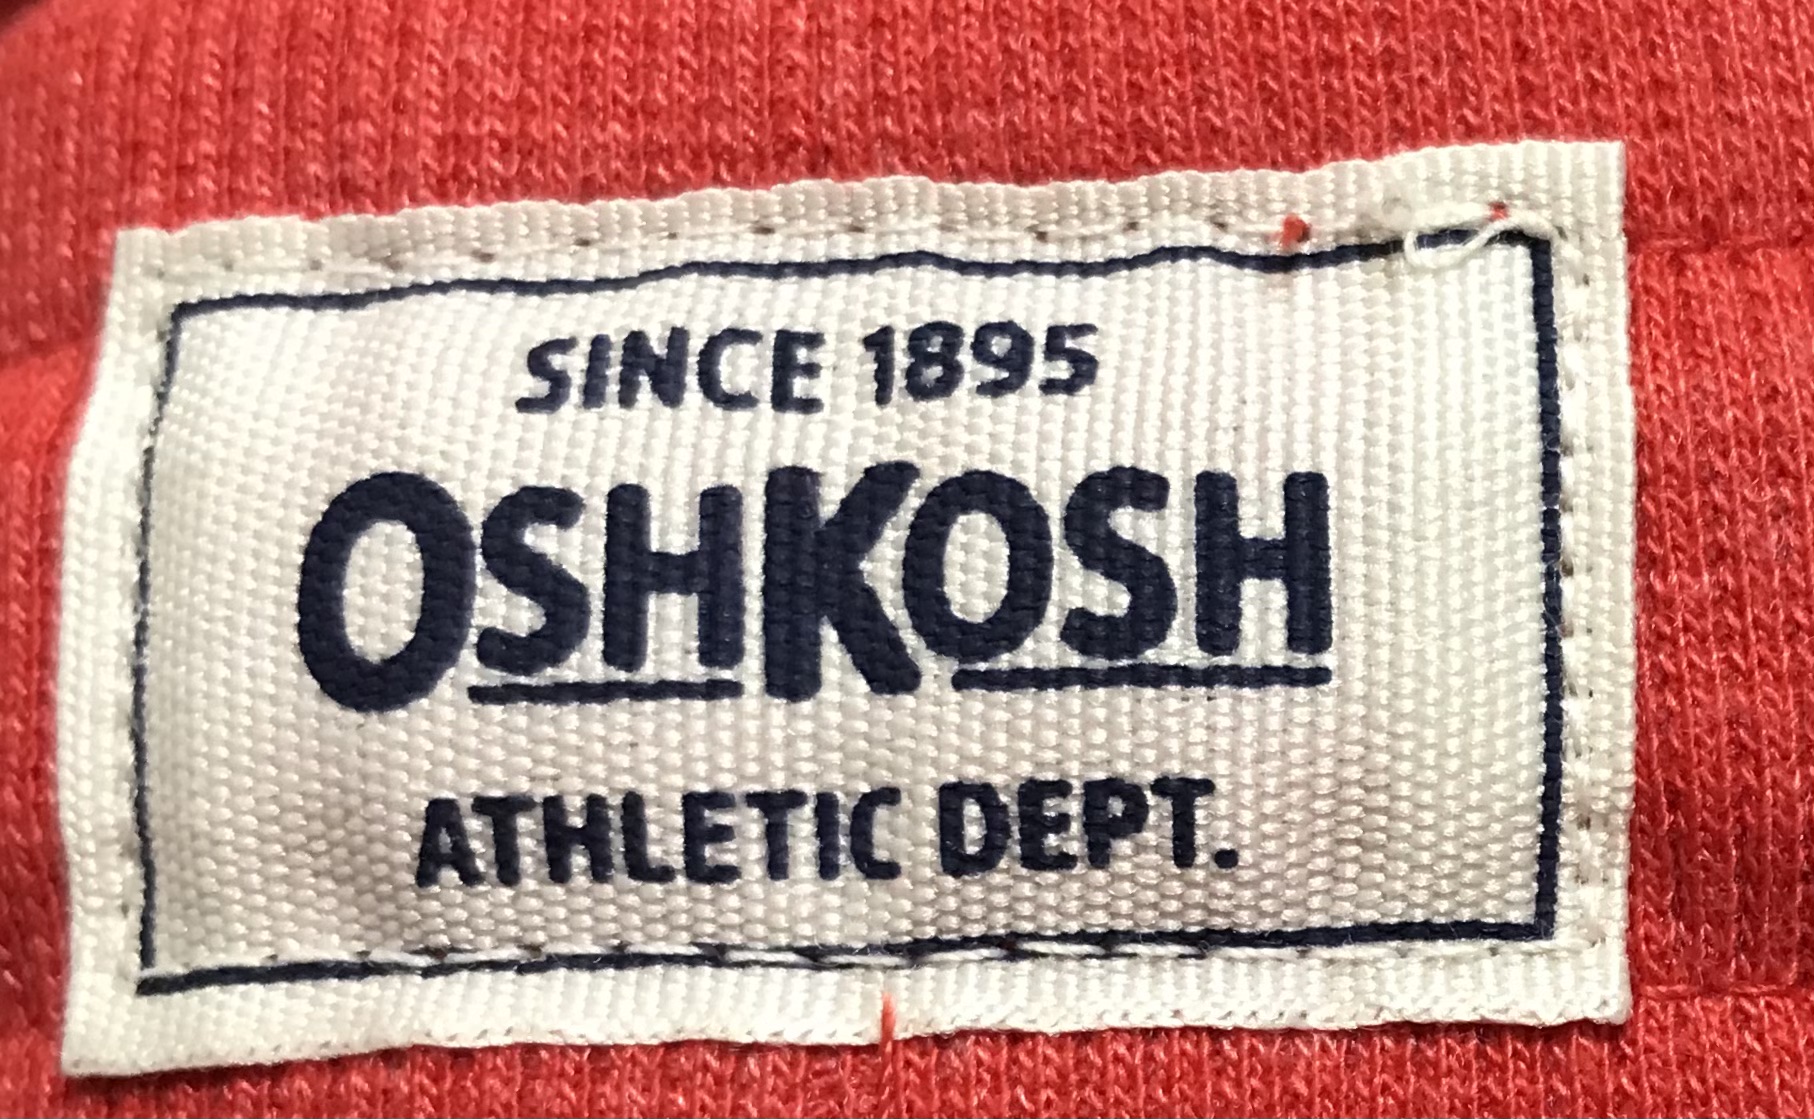 SINCE 1895
OSHKOSH
ATHLETIC DEPT.